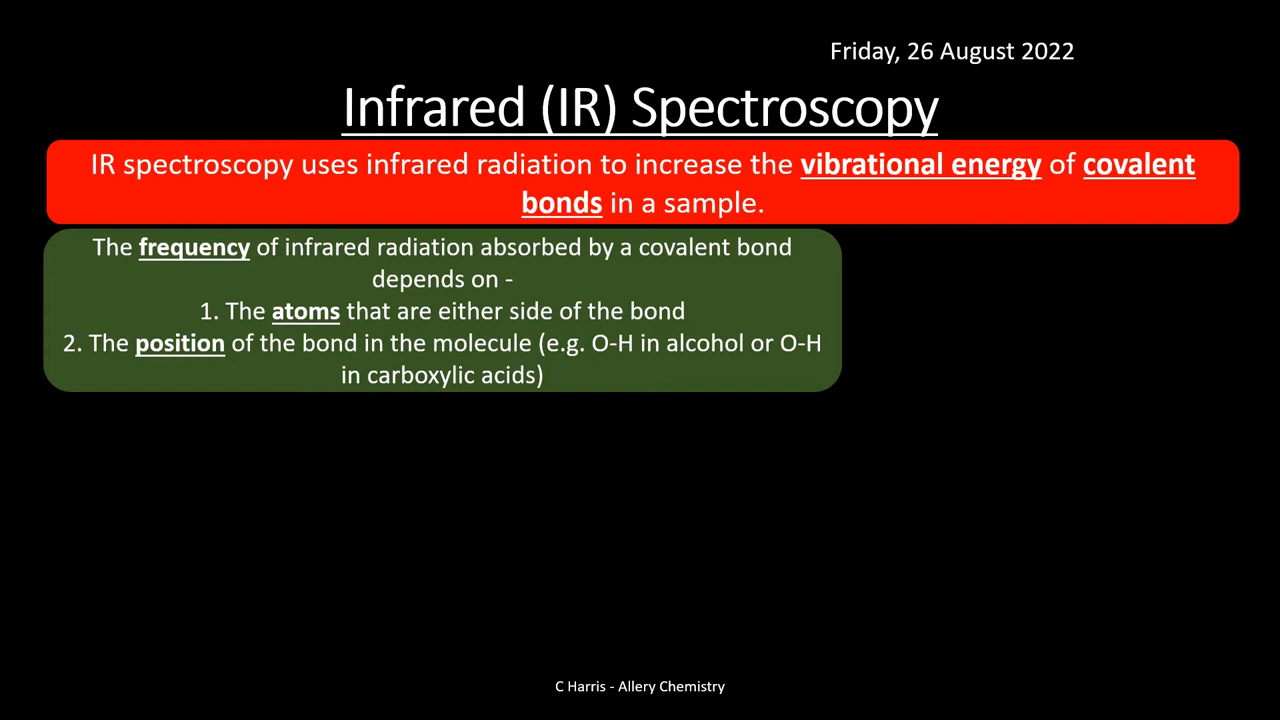 Friday, 26 August 2022
Infrared (IR) Spectroscopy
IR spectroscopy uses infrared radiation to increase the vibrational energy of covalent
bonds in a sample.
The frequency of infrared radiation absorbed by a covalent bond
depends on -
1. The atoms that are either side of the bond
2. The position of the bond in the molecule (e.g. O-H in alcohol or O-H
in carboxylic acids)
C Harris - Allery Chemistry